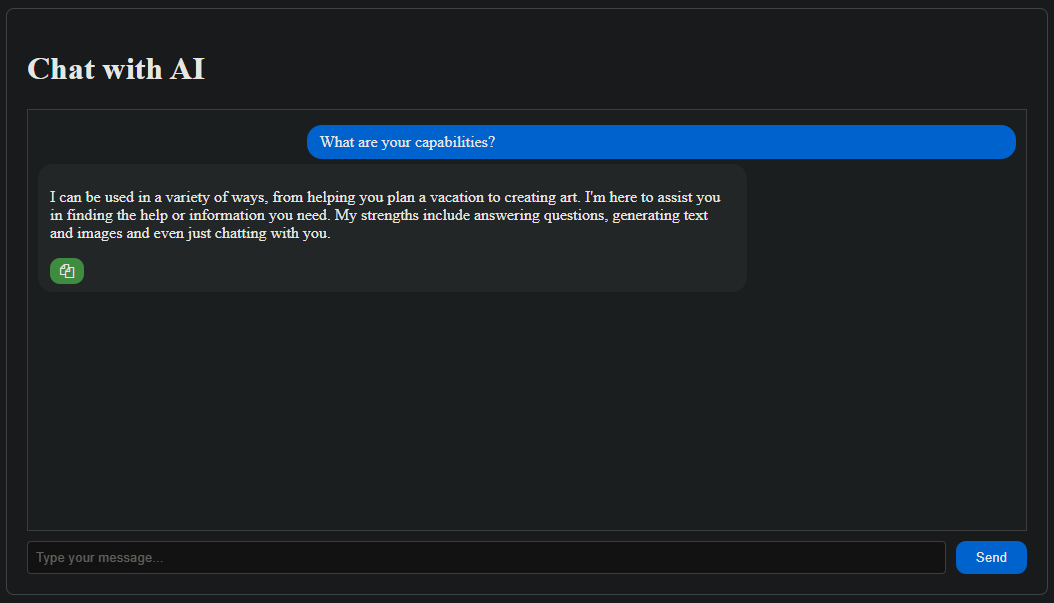 Chat with AI
What are your capabilities?
I can be used in a variety of ways, from helping you plan a vacation to creating art. I'm here to assist you
in finding the help or information you need. My strengths include answering questions, generating text
and images and even just chatting with you.
Type your message...
Send